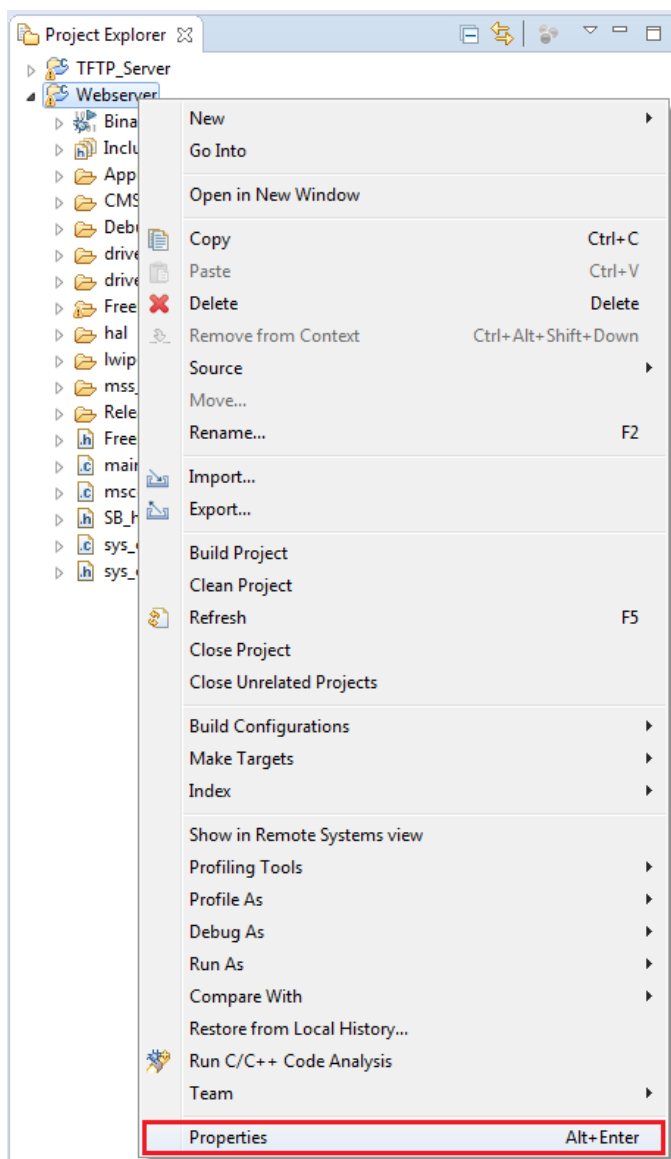 Project Explorer
TFTP_Server
Webserver
Bina
Inclu
App
CMS
Debu
drive
drive
Free
hal
lwip
mss_
Rele
Free
main
msc
SB_h
sys_
sys_
New
Go Into
Open in New Window
Copy Ctrl+C
Paste Ctrl+V
Delete Delete
Remove from Context Ctrl+Alt+Shift+Down
Source
Move...
Rename... F2
Import...
Export...
Build Project
Clean Project
Refresh F5
Close Project
Close Unrelated Projects
Build Configurations
Make Targets
Index
Show in Remote Systems view
Profiling Tools
Profile As
Debug As
Run As
Compare With
Restore from Local History...
Run C/C++ Code Analysis
Team
Properties Alt+Enter